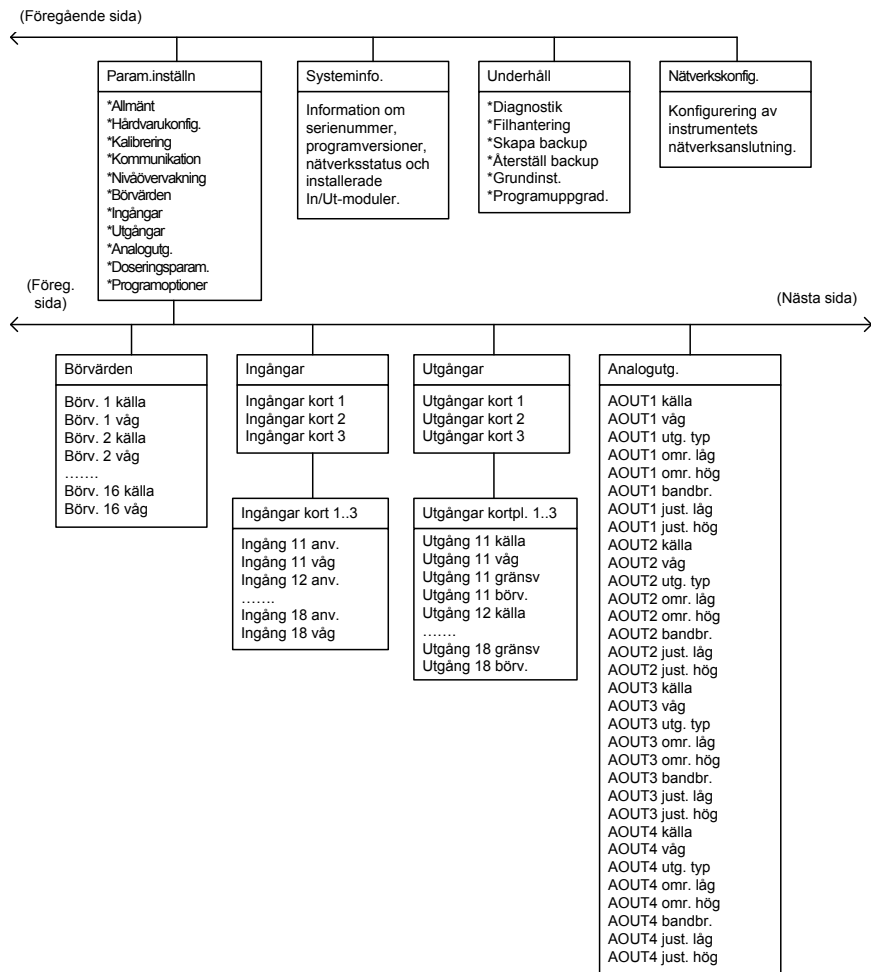 (Föregående sida)
Param.inställn
*Allmänt
*Hårdvarukonfig.
*Kalibrering
*Kommunikation
*Nivåövervakning
*Börvärden
*Ingångar
*Utgångar
*Analogutg.
*Doseringsparam.
*Programoptioner
Systeminfo.
Information om
serienummer,
programversioner,
nätverksstatus och
installerade
In/Ut-moduler.
Underhåll
*Diagnostik
*Filhantering
*Skapa backup
*Återställ backup
*Grundinst.
*Programuppgrad.
Nätverkskonfig.
Konfigurering av
instrumentets
nätverksanslutning.
(Föreg.
sida)
(Nästa sida)
Börvärden
Börv. 1 källa
Börv. 1 våg
Börv. 2 källa
Börv. 2 våg
.......
Börv. 16 källa
Börv. 16 våg
Ingångar
Ingångar kort 1
Ingångar kort 2
Ingångar kort 3
Ingångar kort 1..3
Ingång 11 anv.
Ingång 11 våg
Ingång 12 anv.
.......
Ingång 18 anv.
Ingång 18 våg
Utgångar
Utgångar kort 1
Utgångar kort 2
Utgångar kort 3
Utgångar kortpl. 1..3
Utgång 11 källa
Utgång 11 våg
Utgång 11 gränsv
Utgång 11 börv.
Utgång 12 källa
.......
Utgång 18 gränsv
Utgång 18 börv.
Analogutg.
AOUT1 källa
AOUT1 våg
AOUT1 utg. typ
AOUT1 omr. låg
AOUT1 omr. hög
AOUT1 bandbr.
AOUT1 just. låg
AOUT1 just. hög
AOUT2 källa
AOUT2 våg
AOUT2 utg. typ
AOUT2 omr. låg
AOUT2 omr. hög
AOUT2 bandbr.
AOUT2 just. låg
AOUT2 just. hög
AOUT3 källa
AOUT3 våg
AOUT3 utg. typ
AOUT3 omr. låg
AOUT3 omr. hög
AOUT3 bandbr.
AOUT3 just. låg
AOUT3 just. hög
AOUT4 källa
AOUT4 våg
AOUT4 utg. typ
AOUT4 omr. låg
AOUT4 omr. hög
AOUT4 bandbr.
AOUT4 just. låg
AOUT4 just. hög